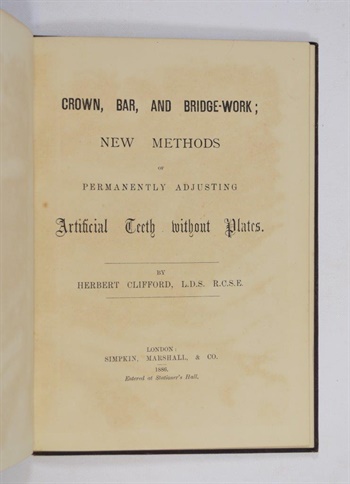 CROWN, BAR, AND BRIDGE-WORK;
NEW METHODS
OF
PERMANENTLY ADJUSTING
Artificial Teeth without Plates.
BY
HERBERT CLIFFORD, L.D.S. R.C.S.E.
LONDON:
SIMPKIN, MARSHALL, & CO.
1886.
Entered at Stationer's Hall.